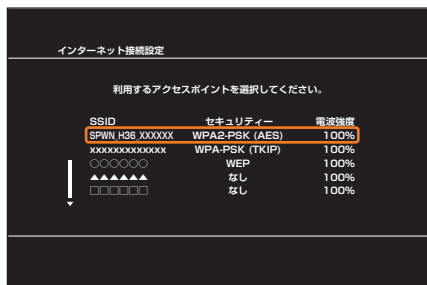 インターネット接続設定
利用するアクセスポイントを選択してください。
SSID セキュリティー 電波強度
SPWN_H36_XXXXXX WPA2-PSK (AES) 100%
xxxxxxxxxxxxx WPA-PSK (TKIP) 100%
○○○○○○ WEP 100%
▲▲▲▲▲▲ なし 100%
□□□□□□ なし 100%